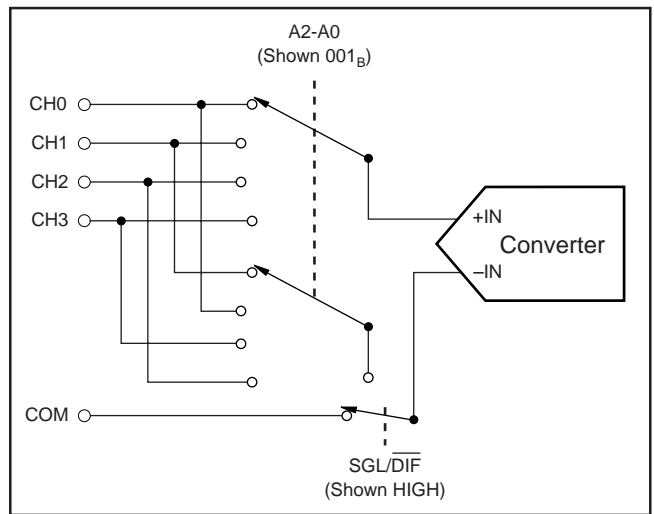 A2-A0
(Shown 001B)
CH0
CH1
CH2
CH3
+IN
Converter
–IN
COM
SGL/DIF
(Shown HIGH)